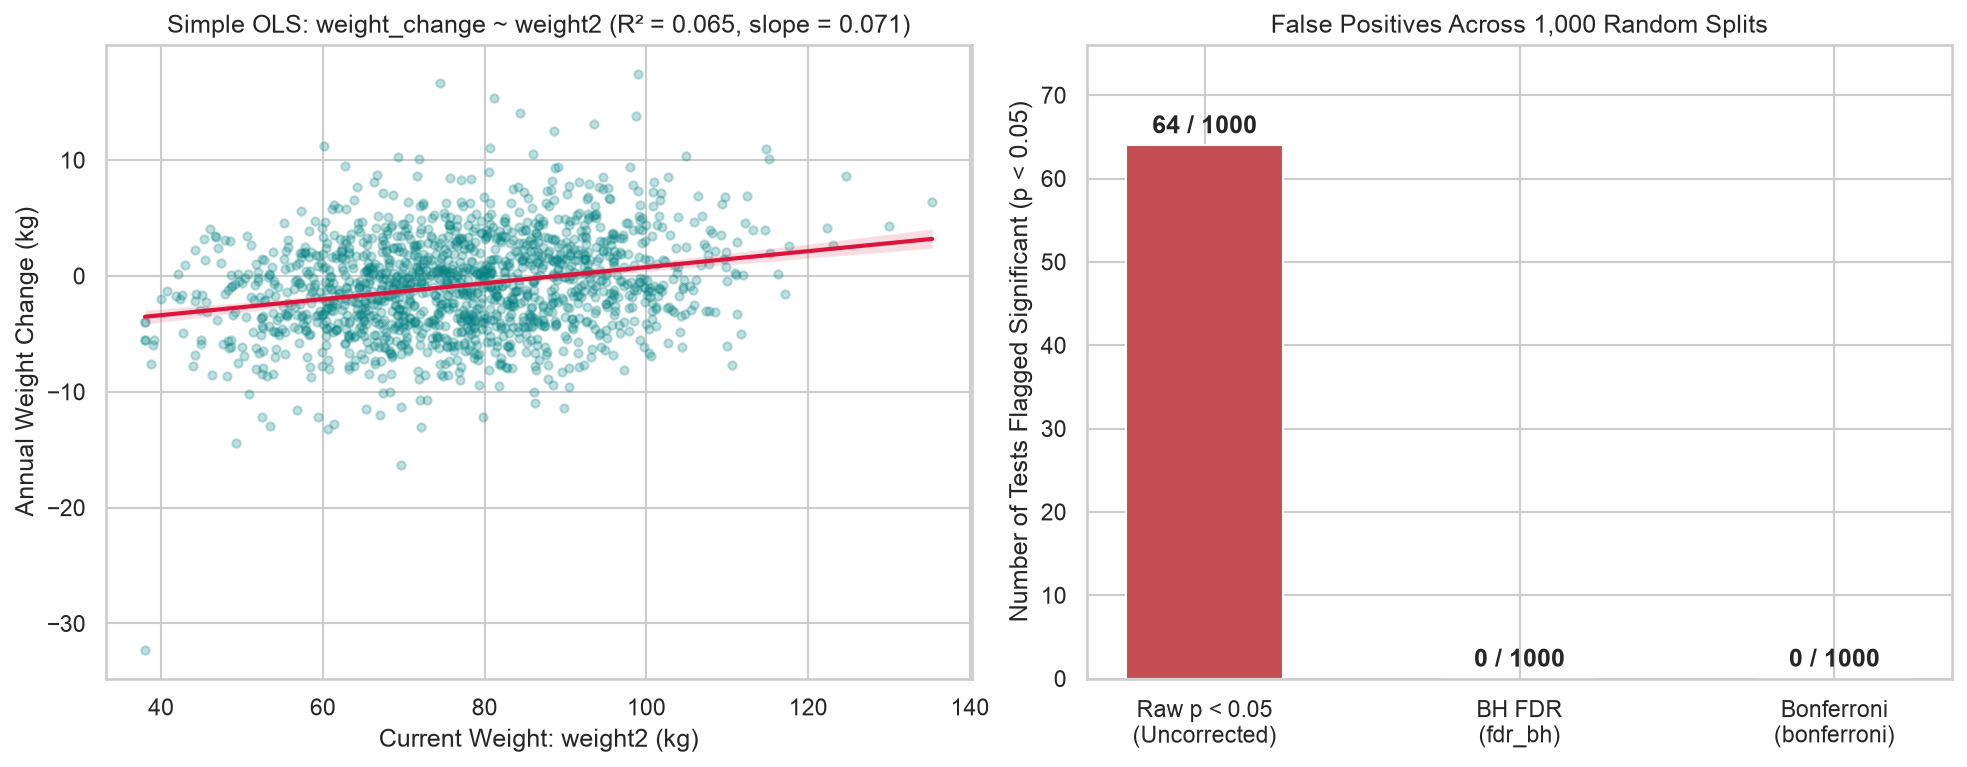 Simple OLS: weight_change ~ weight2 (R² = 0.065, slope = 0.071)
Annual Weight Change (kg)
10
0
−10
−20
−30
40
60
80
100
120
140
Current Weight: weight2 (kg)
False Positives Across 1,000 Random Splits
Number of Tests Flagged Significant (p < 0.05)
70
60
50
40
30
20
10
0
64 / 1000
0 / 1000
0 / 1000
Raw p < 0.05
(Uncorrected)
BH FDR
(fdr_bh)
Bonferroni
(bonferroni)